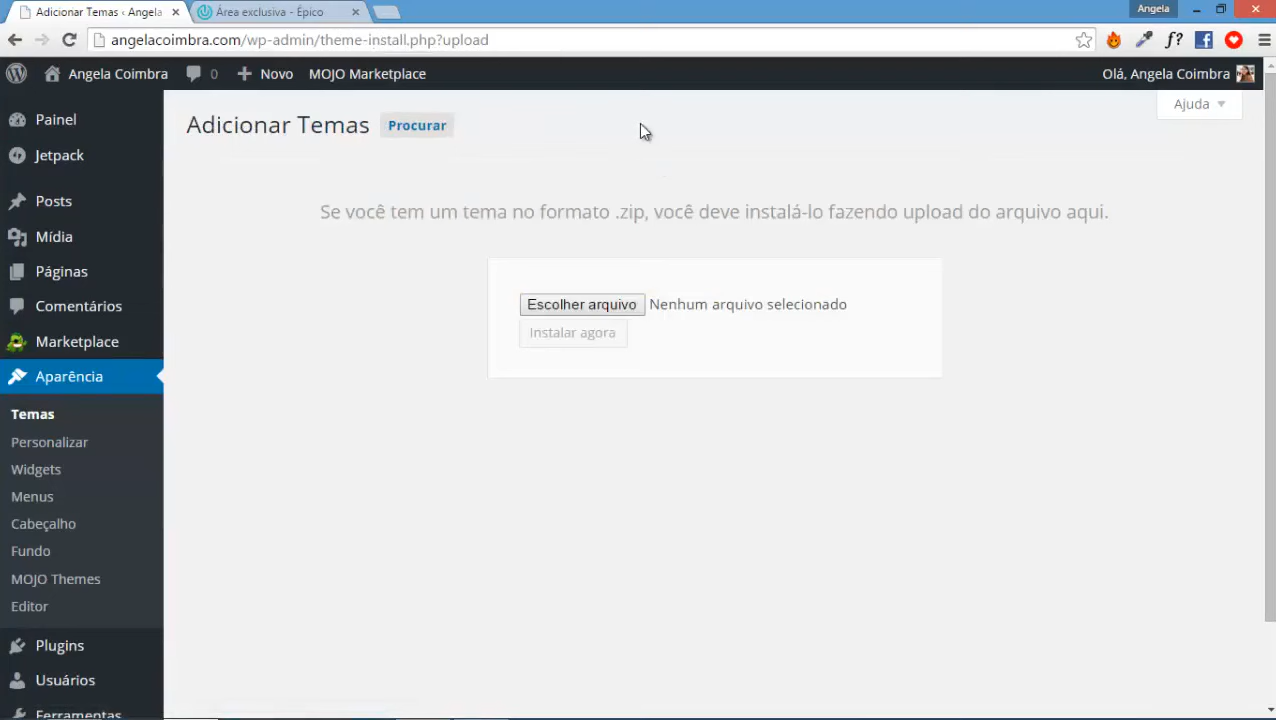 Adicionar Temas ‹ Angela
Área exclusiva - Épico
Angela
angelacoimbra.com/wp-admin/theme-install.php?upload
f?
Angela Coimbra
0
Novo
MOJO Marketplace
Olá, Angela Coimbra
Ajuda
Adicionar Temas
Procurar
Painel
Jetpack
Posts
Mídia
Páginas
Comentários
Marketplace
Aparência
Temas
Personalizar
Widgets
Menus
Cabeçalho
Fundo
MOJO Themes
Editor
Plugins
Usuários
Ferramentas
Se você tem um tema no formato .zip, você deve instalá-lo fazendo upload do arquivo aqui.
Escolher arquivo Nenhum arquivo selecionado
Instalar agora